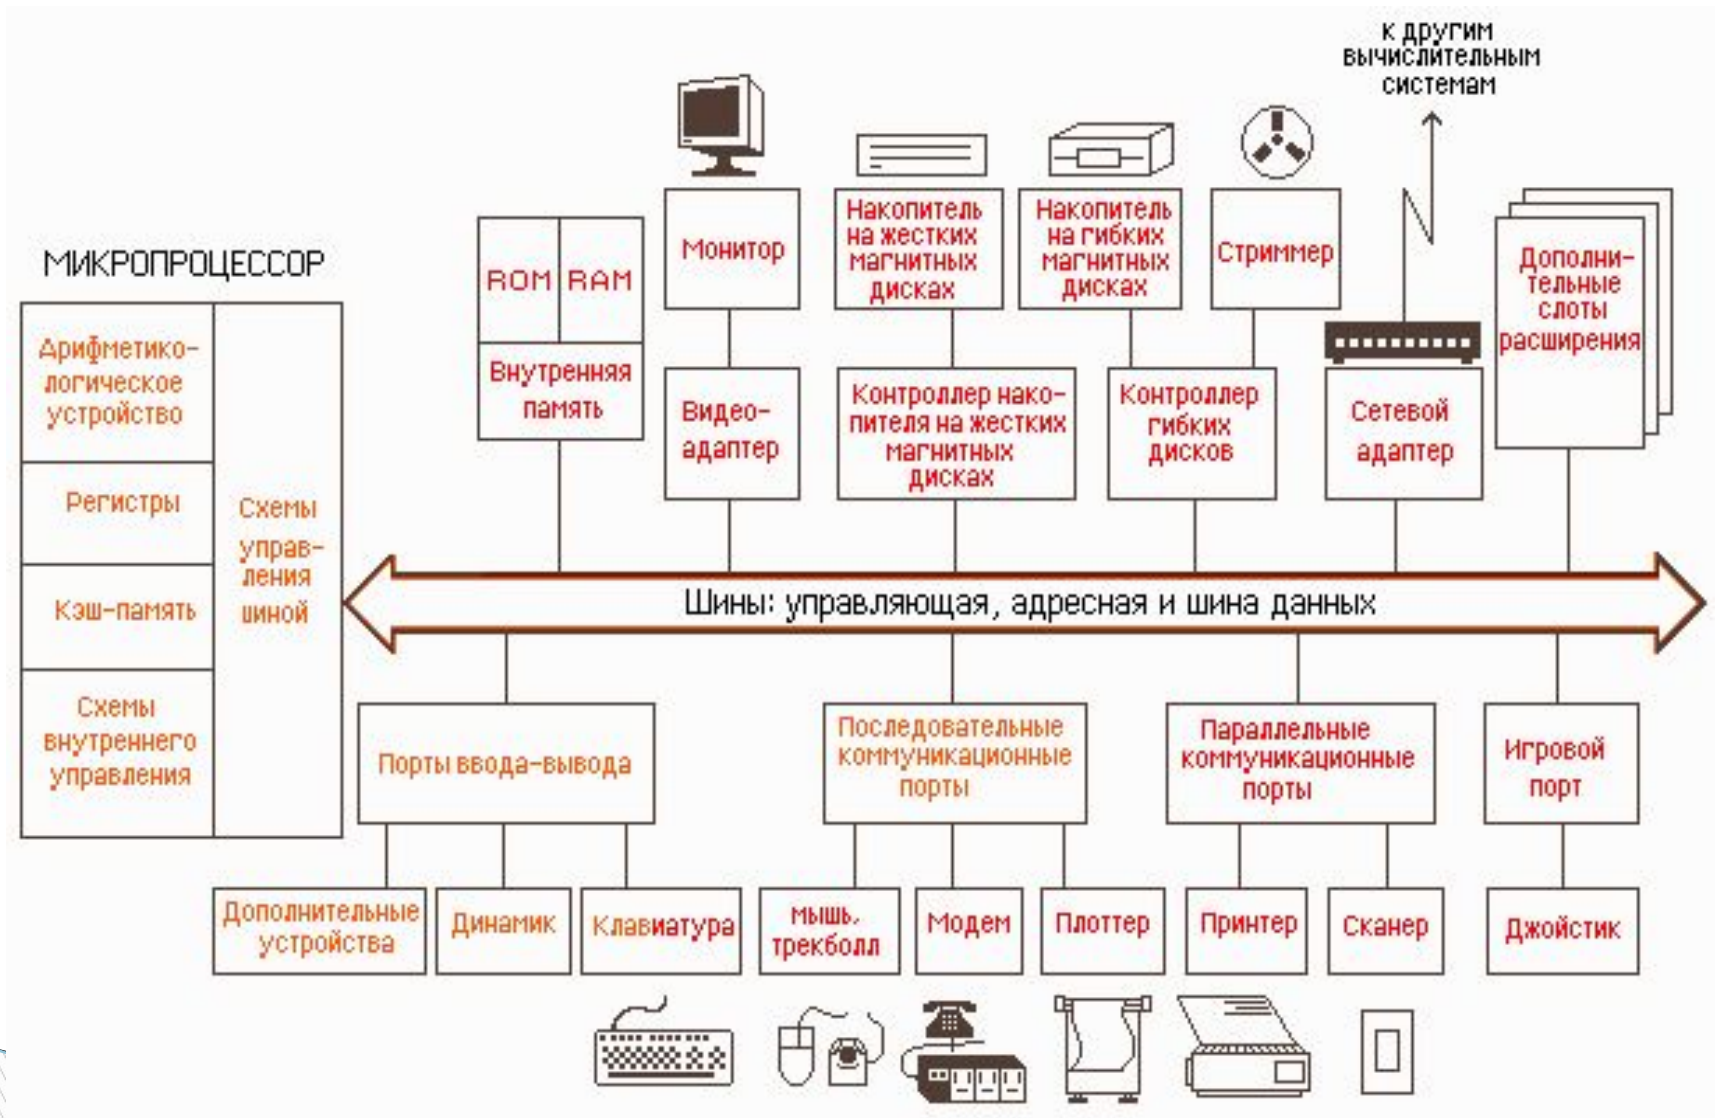 к другим
вычислительным
системам
МИКРОПРОЦЕССОР
Арифметико-
логическое
устройство
Регистры
Кэш-память
Схемы
внутреннего
управления
Схемы
управ-
ления
шиной
ROM
RAM
Внутренняя
память
Монитор
Видео-
адаптер
Накопитель
на жестких
магнитных
дисках
Контроллер нако-
пителя на жестких
магнитных
дисках
Накопитель
на гибких
магнитных
дисках
Стриммер
Контроллер
гибких
дисков
Сетевой
адаптер
Дополни-
тельные
слоты
расширения
Шины: управляющая, адресная и шина данных
Порты ввода-вывода
Дополнительные
устройства
Динамик
Клавиатура
Последовательные
коммуникационные
порты
мышь,
трекболл
Модем
Плоттер
Параллельные
коммуникационные
порты
Принтер
Сканер
Игровой
порт
Джойстик